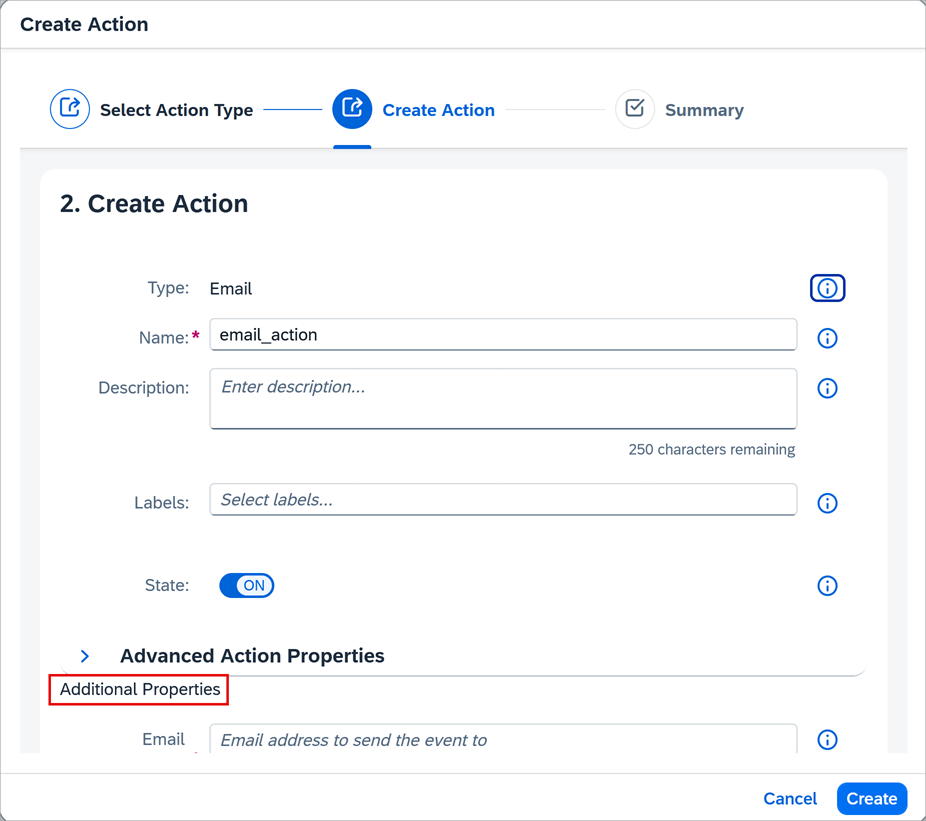 Create Action
Select Action Type
Create Action
Summary
2. Create Action
Type: Email
Name:* email_action
Description: Enter description...
250 characters remaining
Labels: Select labels...
State: ON
Advanced Action Properties
Additional Properties
Email Email address to send the event to
Cancel Create